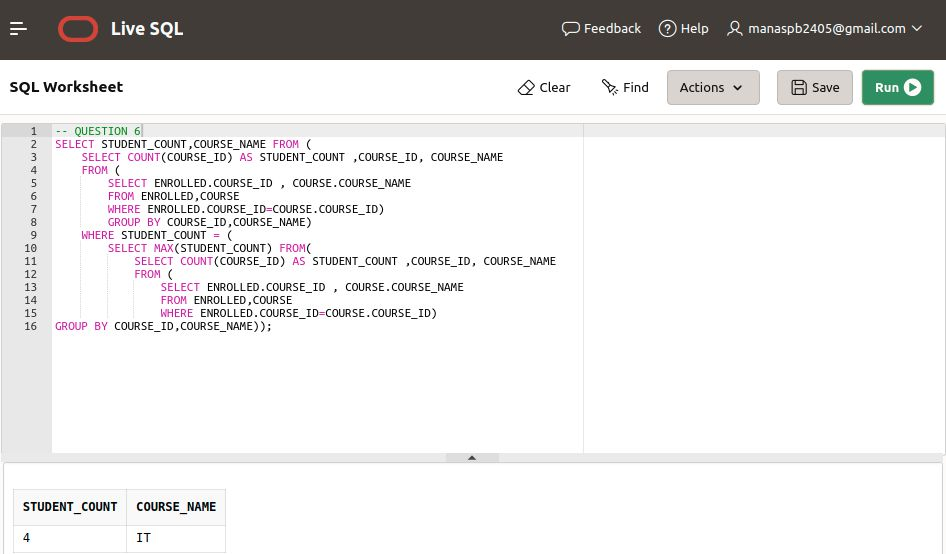 Live SQL Feedback Help manaspb2405@gmail.com
SQL Worksheet Clear Find Actions Save Run
1 -- QUESTION 6
2 SELECT STUDENT_COUNT,COURSE_NAME FROM (
3 SELECT COUNT(COURSE_ID) AS STUDENT_COUNT ,COURSE_ID, COURSE_NAME
4 FROM (
5 SELECT ENROLLED.COURSE_ID , COURSE.COURSE_NAME
6 FROM ENROLLED,COURSE
7 WHERE ENROLLED.COURSE_ID=COURSE.COURSE_ID)
8 GROUP BY COURSE_ID,COURSE_NAME)
9 WHERE STUDENT_COUNT = (
10 SELECT MAX(STUDENT_COUNT) FROM(
11 SELECT COUNT(COURSE_ID) AS STUDENT_COUNT ,COURSE_ID, COURSE_NAME
12 FROM (
13 SELECT ENROLLED.COURSE_ID , COURSE.COURSE_NAME
14 FROM ENROLLED,COURSE
15 WHERE ENROLLED.COURSE_ID=COURSE.COURSE_ID)
16 GROUP BY COURSE_ID,COURSE_NAME));
STUDENT_COUNT COURSE_NAME
4 IT